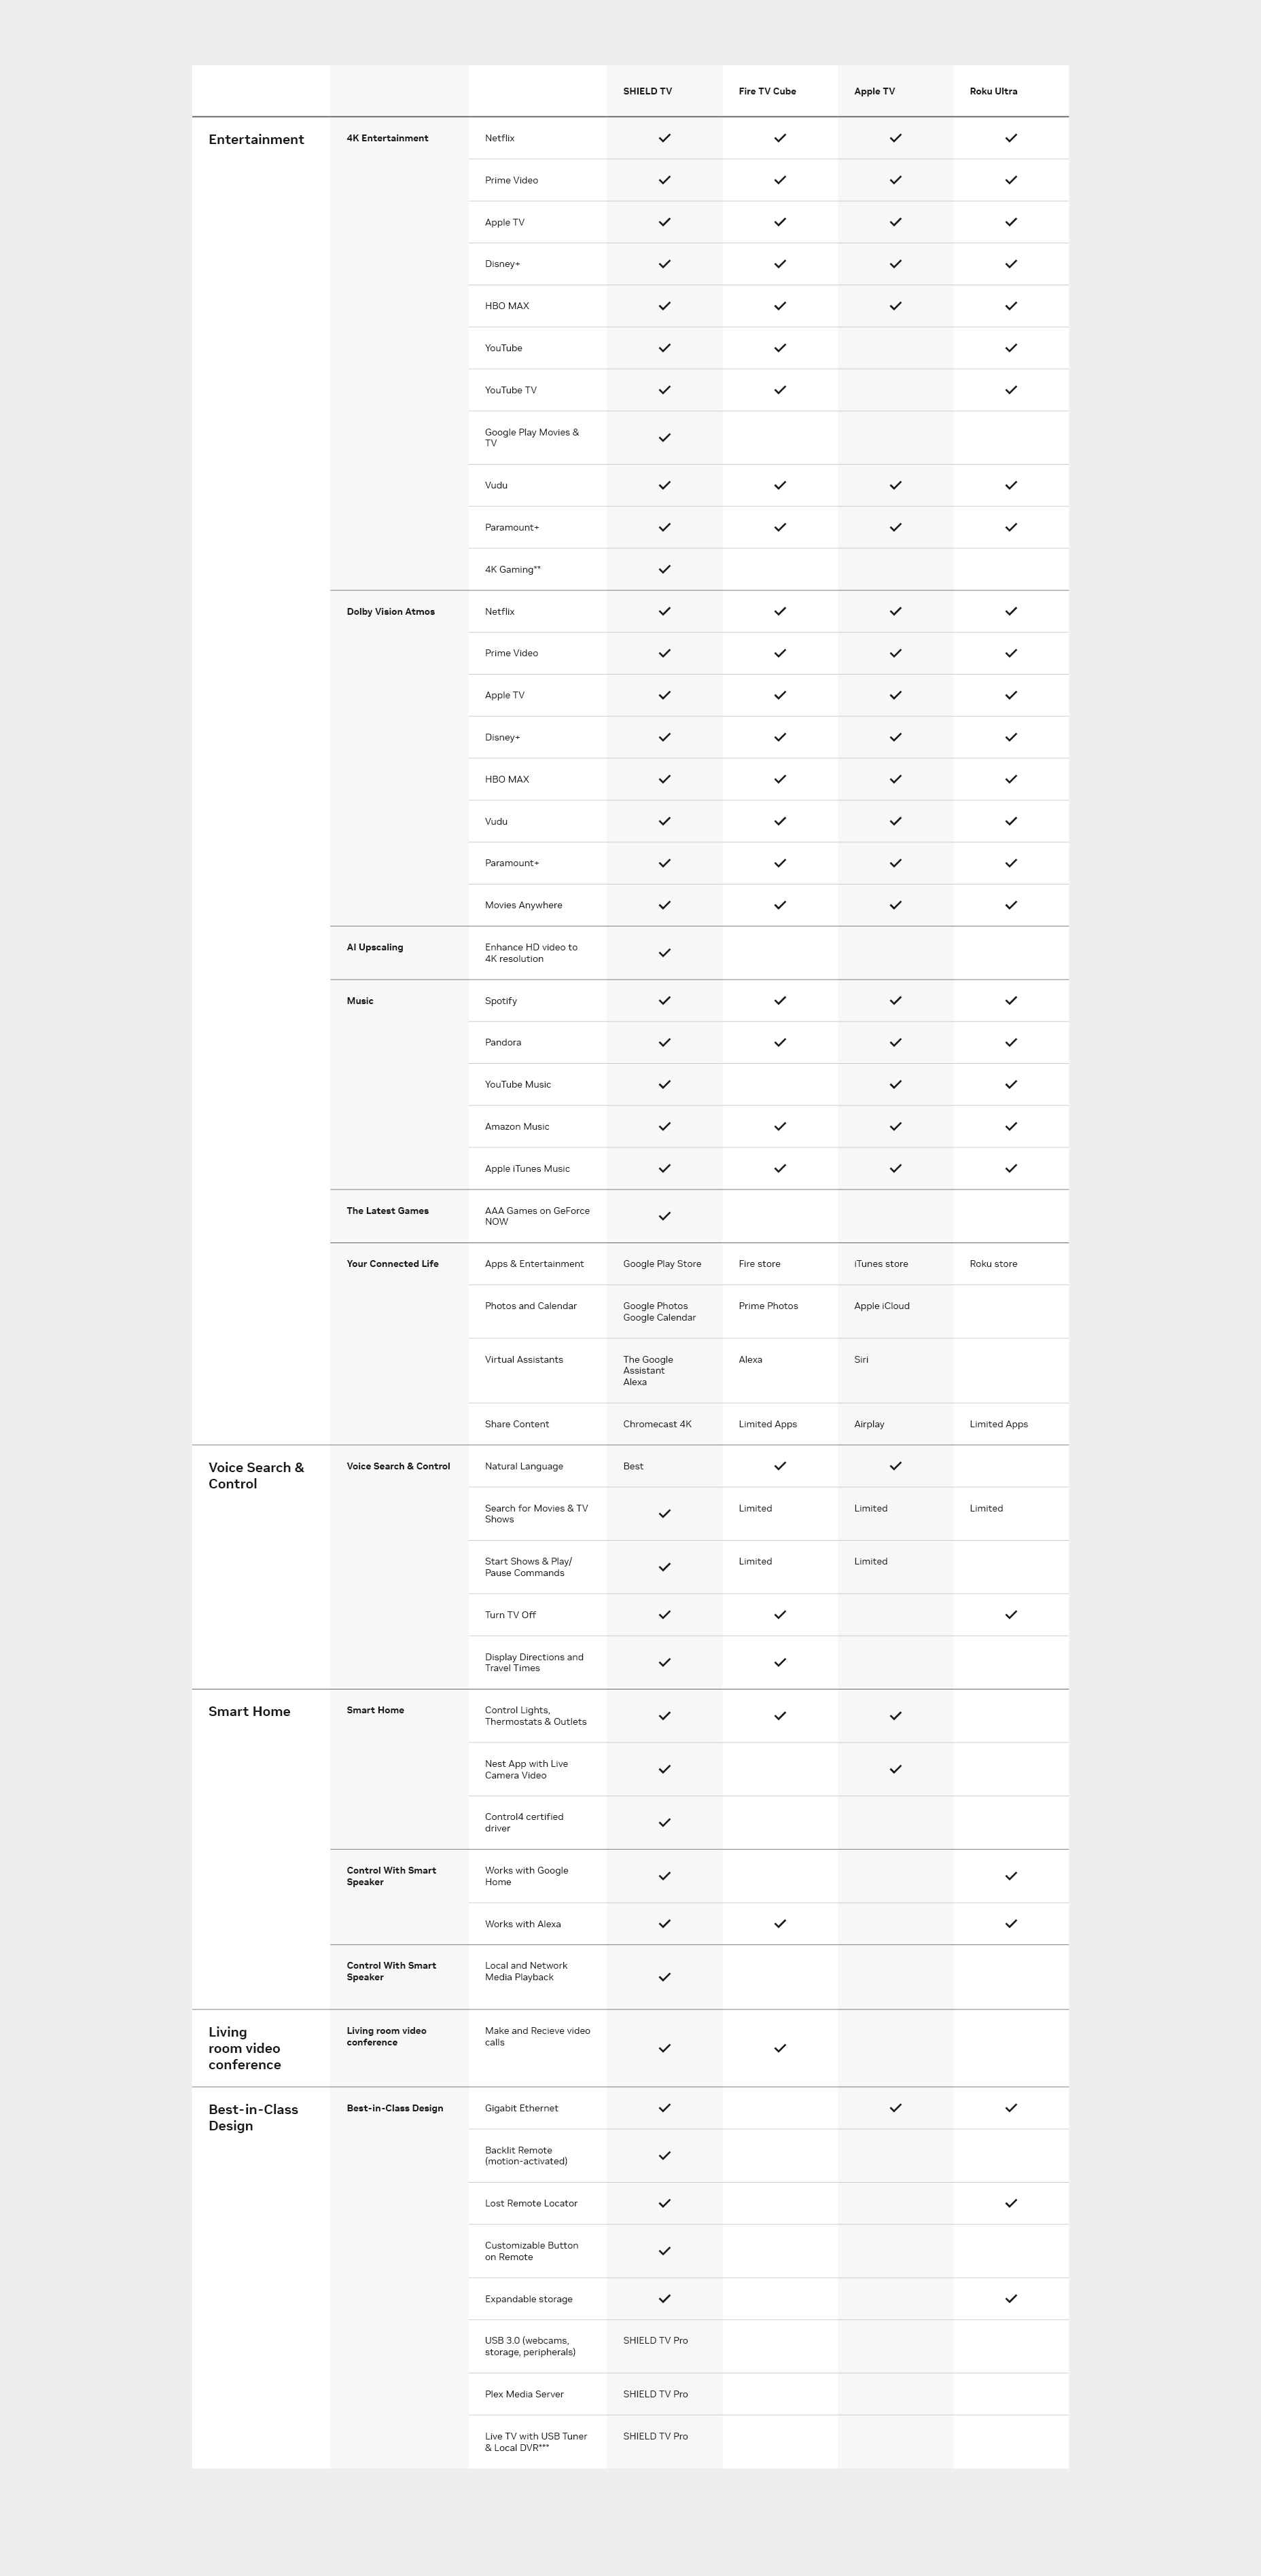 SHIELD TV Fire TV Cube Apple TV Roku Ultra
Entertainment 4K Entertainment Netflix ✓ ✓ ✓ ✓
Prime Video ✓ ✓ ✓ ✓
Apple TV ✓ ✓ ✓ ✓
Disney+ ✓ ✓ ✓ ✓
HBO MAX ✓ ✓ ✓ ✓
YouTube ✓ ✓ ✓
YouTube TV ✓ ✓ ✓
Google Play Movies &
TV ✓
Vudu ✓ ✓ ✓ ✓
Paramount+ ✓ ✓ ✓ ✓
4K Gaming** ✓
Dolby Vision Atmos Netflix ✓ ✓ ✓ ✓
Prime Video ✓ ✓ ✓ ✓
Apple TV ✓ ✓ ✓ ✓
Disney+ ✓ ✓ ✓ ✓
HBO MAX ✓ ✓ ✓ ✓
Vudu ✓ ✓ ✓ ✓
Paramount+ ✓ ✓ ✓ ✓
Movies Anywhere ✓ ✓ ✓ ✓
AI Upscaling Enhance HD video to
4K resolution ✓
Music Spotify ✓ ✓ ✓ ✓
Pandora ✓ ✓ ✓ ✓
YouTube Music ✓ ✓ ✓
Amazon Music ✓ ✓ ✓ ✓
Apple iTunes Music ✓ ✓ ✓ ✓
The Latest Games AAA Games on GeForce
NOW ✓
Your Connected Life Apps & Entertainment Google Play Store Fire store iTunes store Roku store
Photos and Calendar Google Photos Prime Photos Apple iCloud
Google Calendar
Virtual Assistants The Google Alexa Siri
Assistant
Alexa
Share Content Chromecast 4K Limited Apps Airplay Limited Apps
Voice Search & Voice Search & Control Natural Language Best ✓ ✓
Control
Search for Movies & TV ✓ Limited Limited Limited
Shows
Start Shows & Play/ ✓ Limited Limited
Pause Commands
Turn TV Off ✓ ✓ ✓
Display Directions and
Travel Times ✓ ✓
Smart Home Smart Home Control Lights,
Thermostats & Outlets ✓ ✓ ✓
Nest App with Live
Camera Video ✓ ✓
Control4 certified
driver ✓
Control With Smart Works with Google
Speaker Home ✓ ✓
Works with Alexa ✓ ✓ ✓
Control With Smart Local and Network
Speaker Media Playback ✓
Living Living room video Make and Recieve video
room video conference calls ✓ ✓
conference
Best-in-Class Best-in-Class Design Gigabit Ethernet ✓ ✓ ✓
Design
Backlit Remote
(motion-activated) ✓
Lost Remote Locator ✓ ✓
Customizable Button
on Remote ✓
Expandable storage ✓ ✓
USB 3.0 (webcams, SHIELD TV Pro
storage, peripherals)
Plex Media Server SHIELD TV Pro
Live TV with USB Tuner SHIELD TV Pro
& Local DVR***